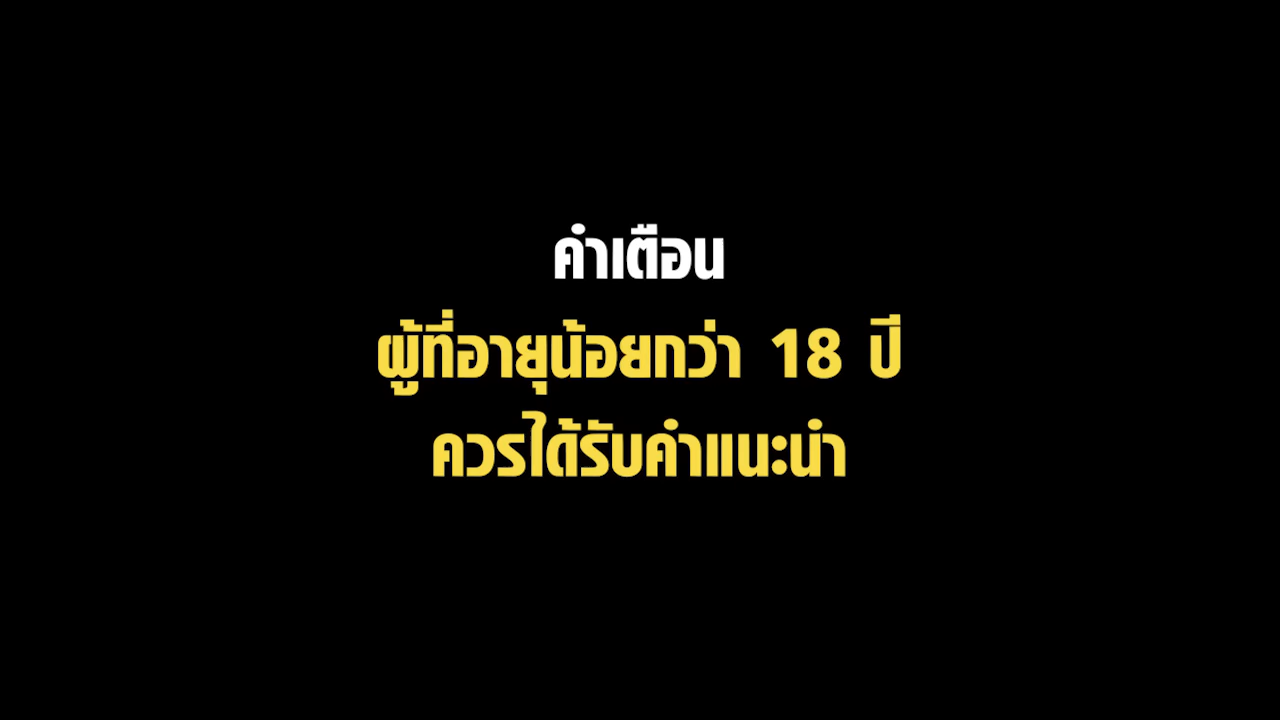 คำเตือน
ผู้ที่อายุน้อยกว่า 18 ปี
ควรได้รับคำแนะนำ